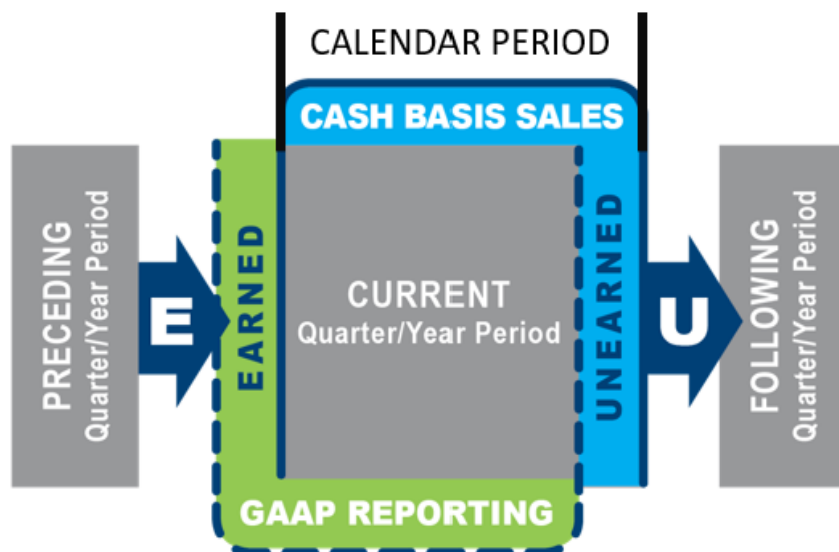 CALENDAR PERIOD
CASH BASIS SALES
PRECEDING
Quarter/Year Period
E
EARNED
CURRENT
Quarter/Year Period
UNEARNED
U
FOLLOWING
Quarter/Year Period
GAAP REPORTING